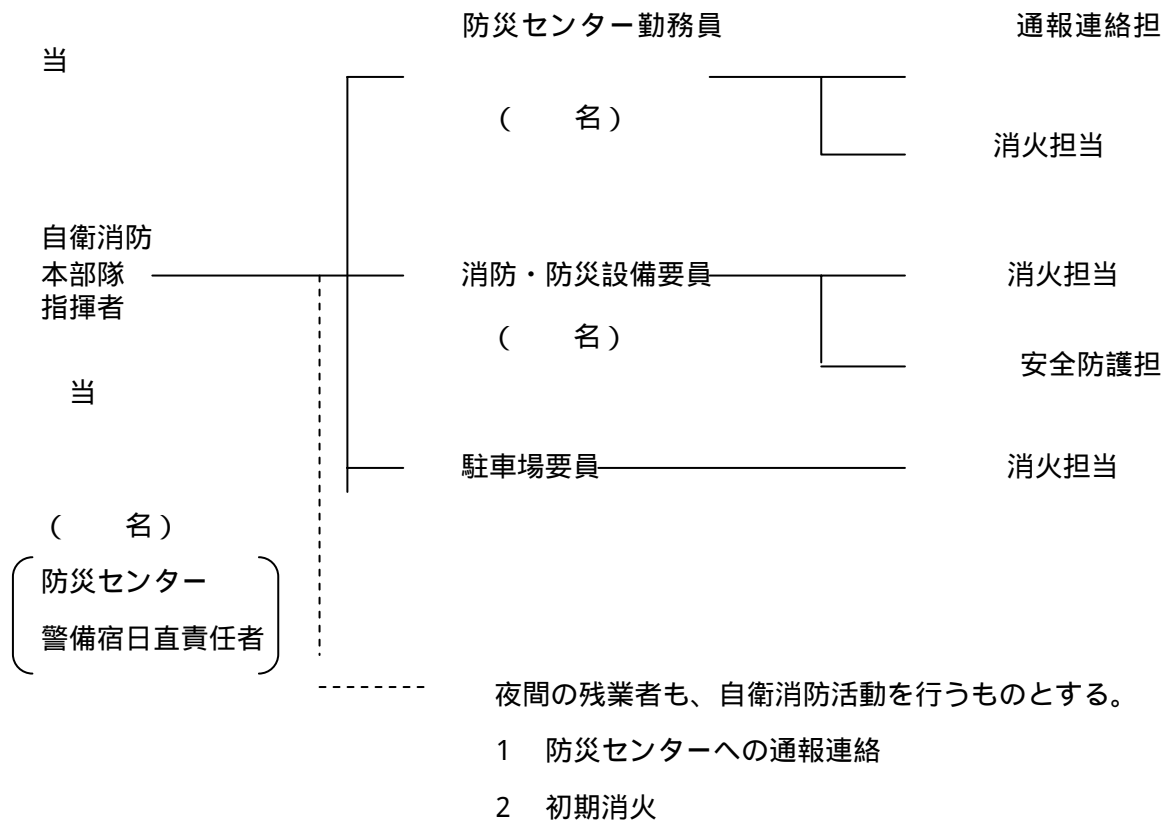 防災センター勤務員 通報連絡担
当
( 名)
消火担当
自衛消防
本部隊
指揮者
消防・防災設備要員 消火担当
( 名)
安全防護担
当
駐車場要員 消火担当
( 名)
防災センター
警備宿日直責任者
夜間の残業者も、自衛消防活動を行うものとする。
1 防災センターへの通報連絡
2 初期消火